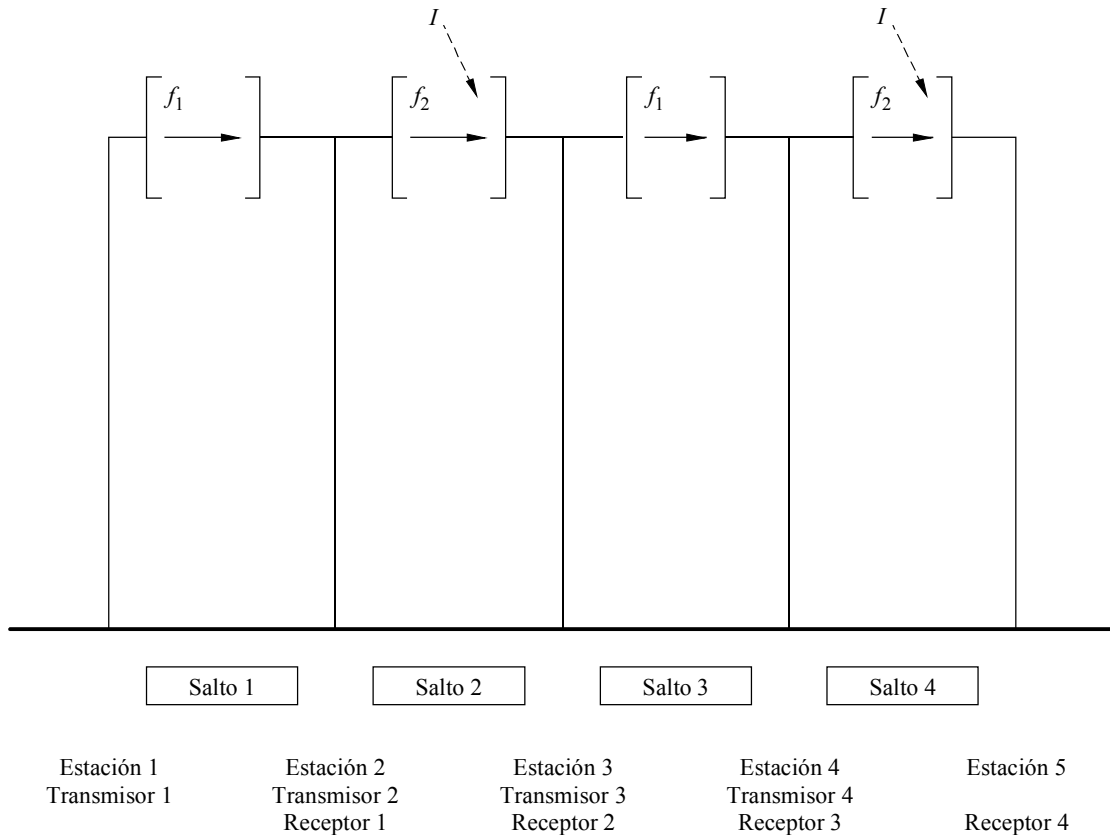 I
I
f1
f2
f1
f2
Salto 1
Salto 2
Salto 3
Salto 4
Estación 1
Transmisor 1
Estación 2
Transmisor 2
Receptor 1
Estación 3
Transmisor 3
Receptor 2
Estación 4
Transmisor 4
Receptor 3
Estación 5
Receptor 4